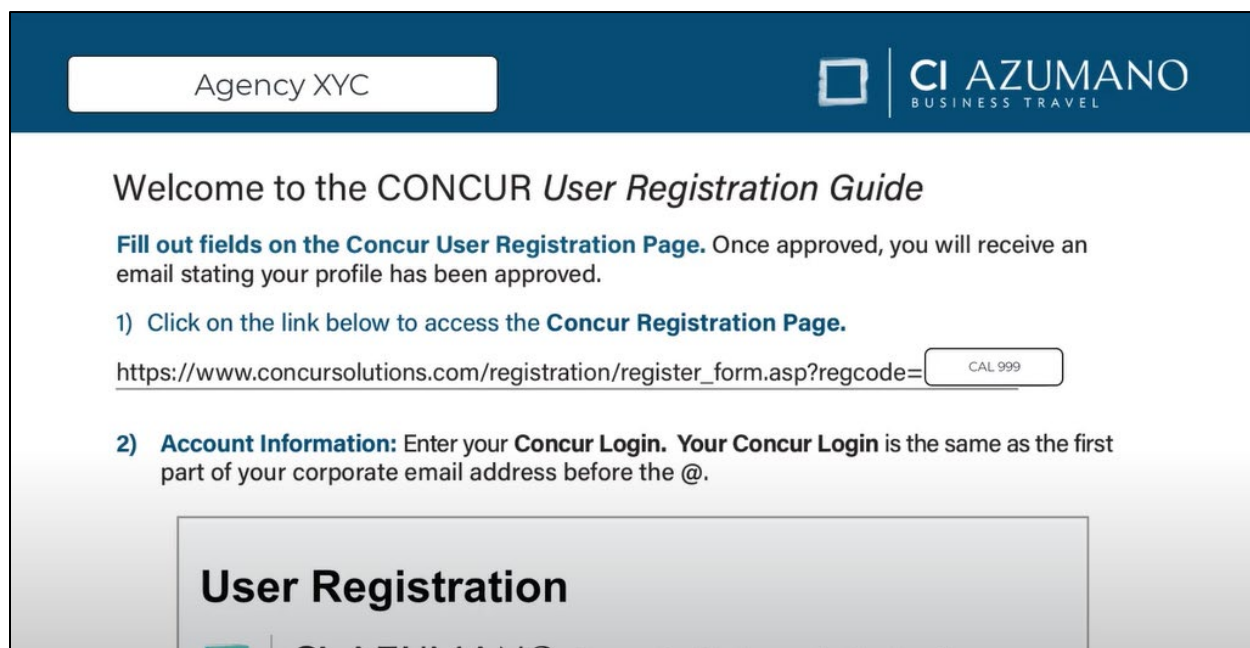 Agency XYC
CI AZUMANO
BUSINESS TRAVEL
Welcome to the CONCUR User Registration Guide
Fill out fields on the Concur User Registration Page. Once approved, you will receive an
email stating your profile has been approved.
1) Click on the link below to access the Concur Registration Page.
https://www.concursolutions.com/registration/register_form.asp?regcode= CAL 999
2) Account Information: Enter your Concur Login. Your Concur Login is the same as the first
part of your corporate email address before the @.
User Registration